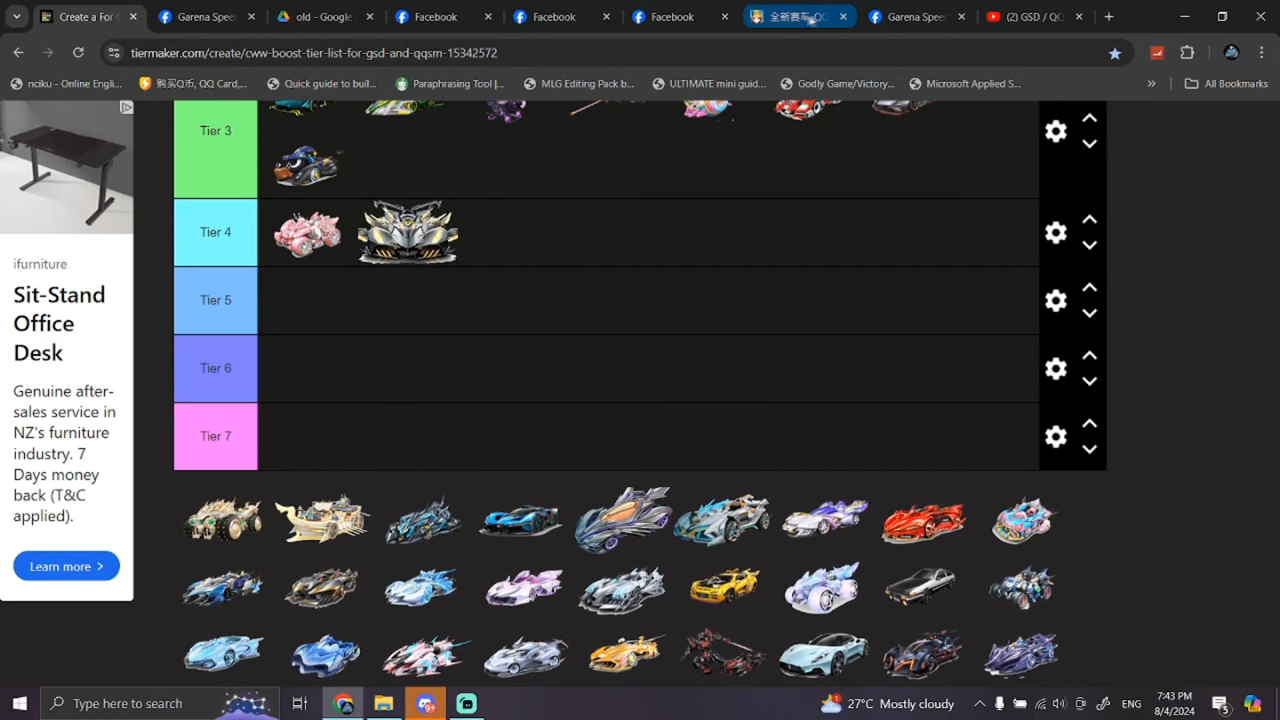 Create a For C
Garena Spee
old - Google
Facebook
Facebook
Facebook
全新赛车-QQ
Garena Spee
(2) GSD / QQ
tiermaker.com/create/cww-boost-tier-list-for-gsd-and-qqsm-15342572
nciku - Online Engli...
购买Q币, QQ Card,...
Quick guide to buil...
Paraphrasing Tool |...
MLG Editing Pack b...
ULTIMATE mini guid...
Godly Game/Victory...
Microsoft Applied S...
All Bookmarks
ifurniture
Sit-Stand
Office
Desk
Genuine after-
sales service in
NZ's furniture
industry. 7
Days money
back (T&C
applied).
Learn more
Tier 3
Tier 4
Tier 5
Tier 6
Tier 7
Type here to search
27°C Mostly cloudy
ENG
7:43 PM
8/4/2024